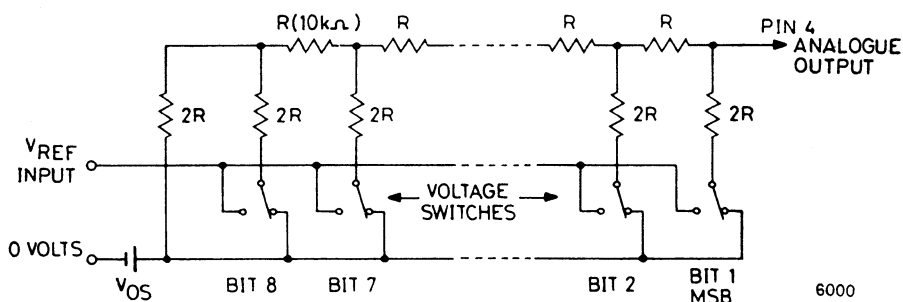 R(10kΩ)
R
R
R
PIN 4
ANALOGUE
OUTPUT
2R
2R
2R
2R
2R
VREF
INPUT
VOLTAGE
SWITCHES
0 VOLTS
VOS
BIT 8
BIT 7
BIT 2
BIT 1
MSB
6000